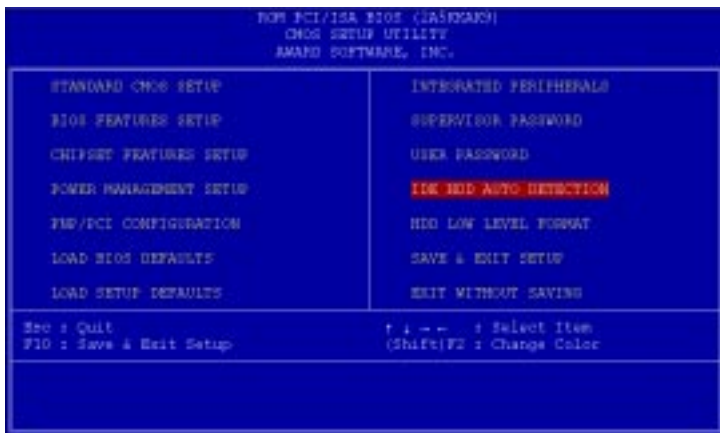 ROM PCI/ISA BIOS
CMOS SETUP UTILITY
AWARD SOFTWARE, INC.
STANDARD CMOS SETUP
BIOS FEATURES SETUP
CHIPSET FEATURES SETUP
POWER MANAGEMENT SETUP
PNP/PCI CONFIGURATION
LOAD BIOS DEFAULTS
LOAD SETUP DEFAULTS
INTEGRATED PERIPHERALS
SUPERVISOR PASSWORD
USER PASSWORD
IDE HDD AUTO DETECTION
HDD LOW LEVEL FORMAT
SAVE & EXIT SETUP
EXIT WITHOUT SAVING
Esc : Quit
F10 : Save & Exit Setup
↑ ↓ → ← : Select Item
(Shift)F2 : Change Color